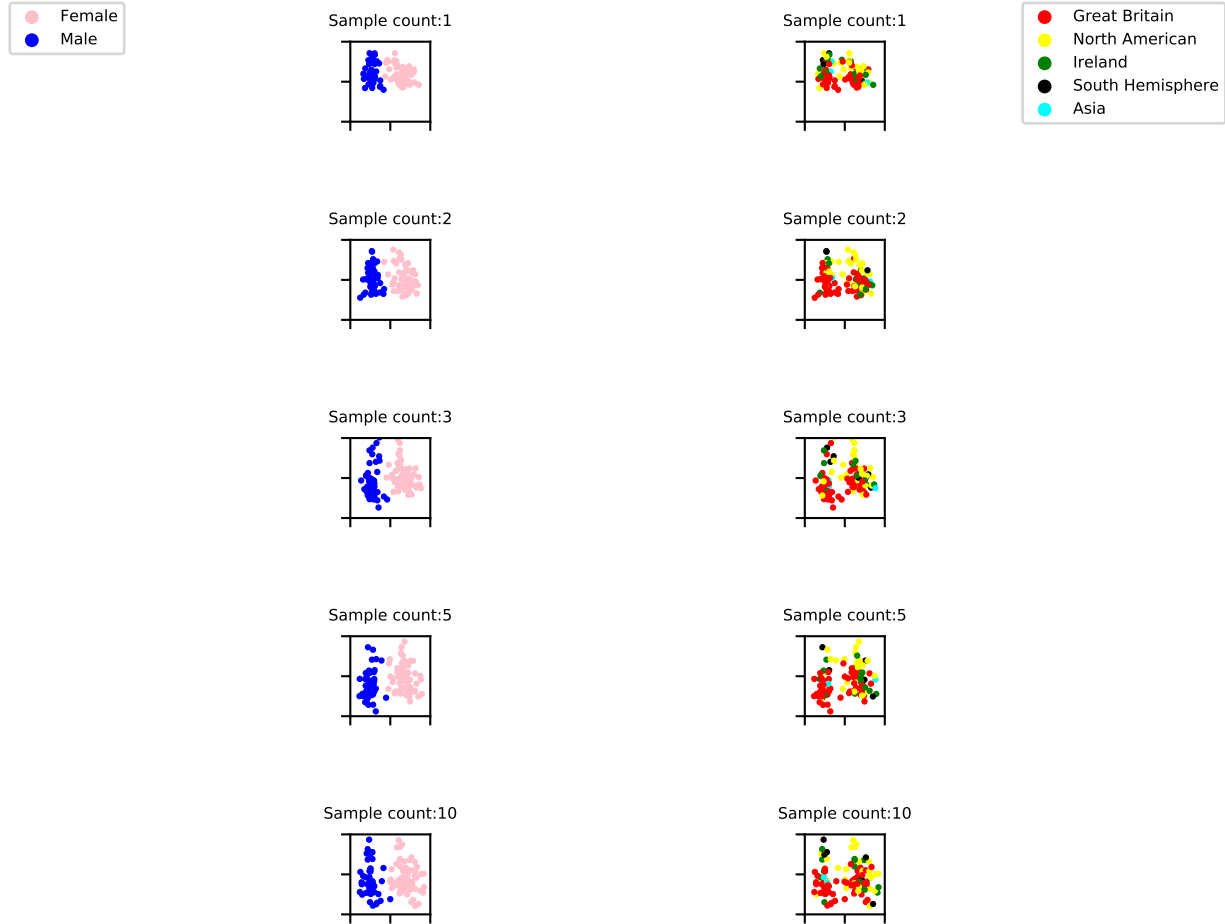 Female
Male
Sample count:1
Sample count:1
Great Britain
North American
Ireland
South Hemisphere
Asia
Sample count:2
Sample count:2
Sample count:3
Sample count:3
Sample count:5
Sample count:5
Sample count:10
Sample count:10